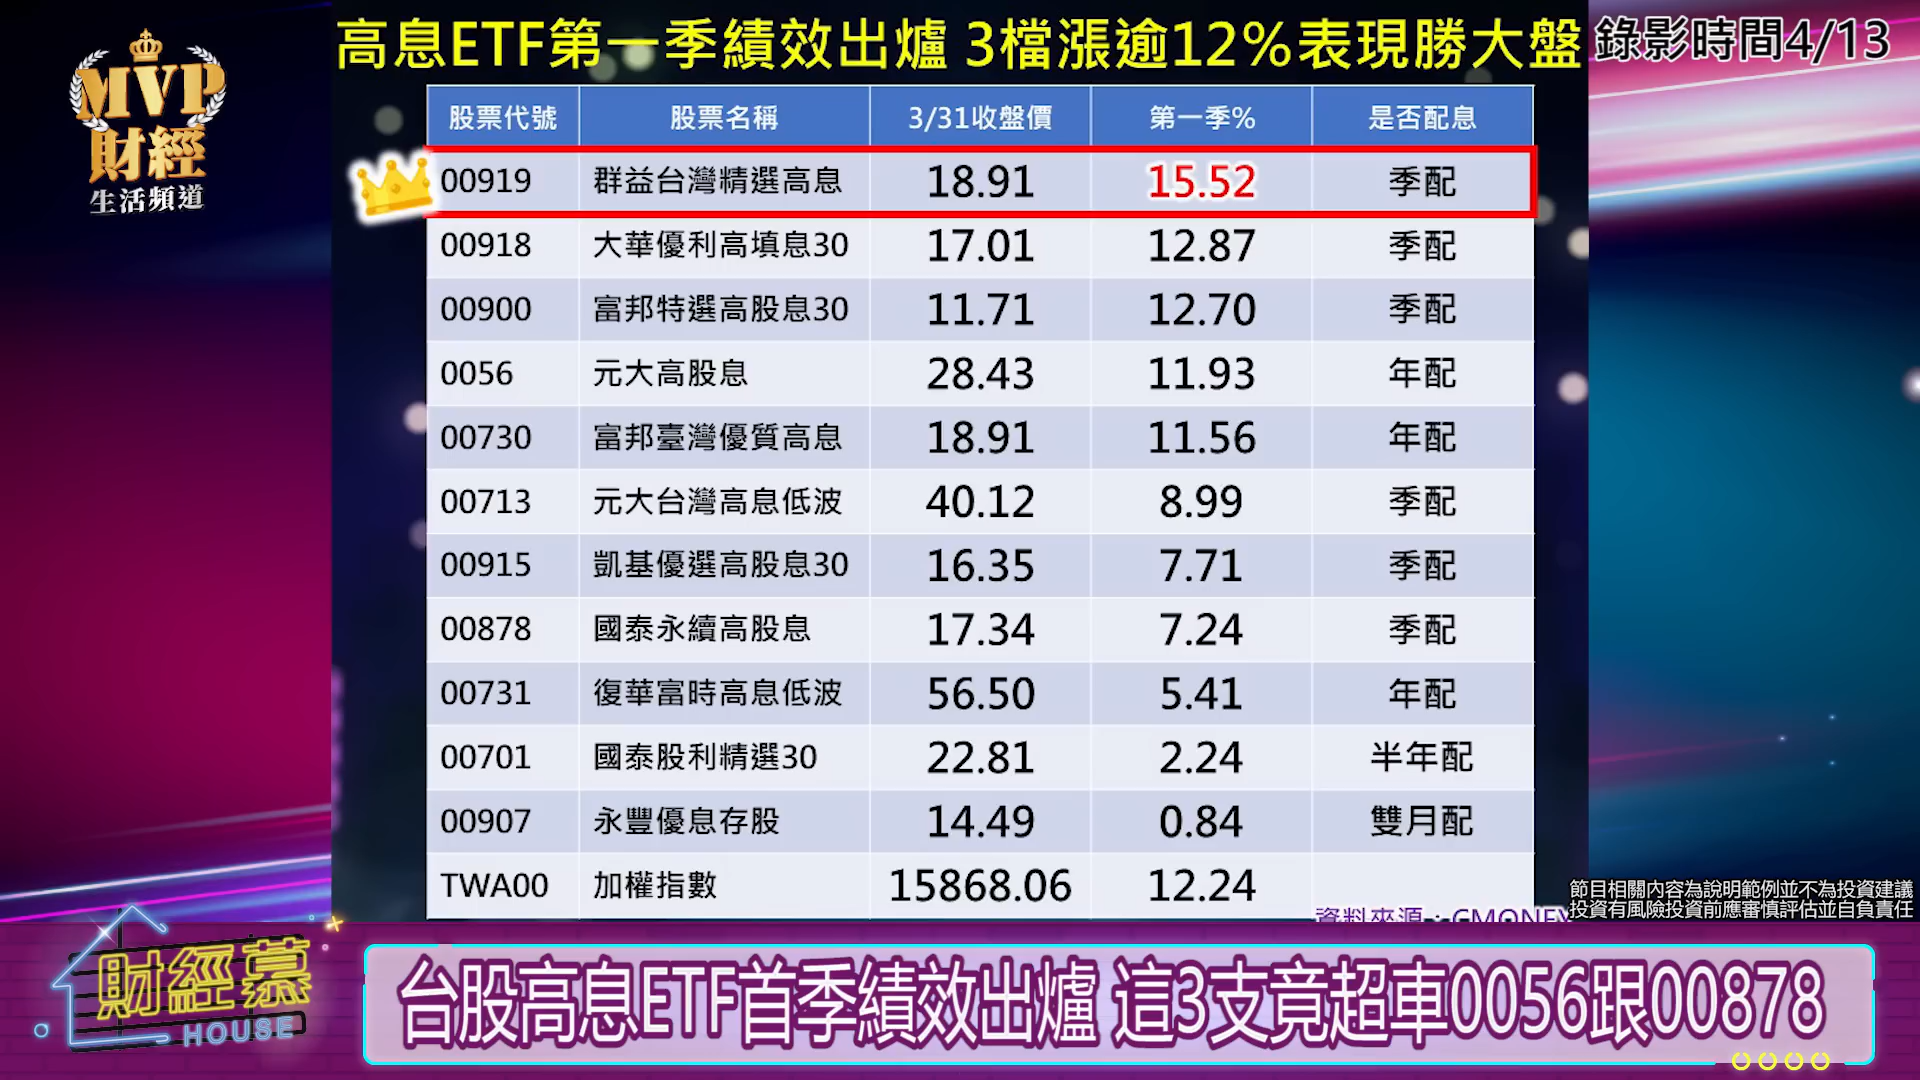 MVP
財經
生活頻道
高息ETF第一季績效出爐 3檔漲逾12%表現勝大盤
錄影時間4/13
股票代號 股票名稱 3/31收盤價 第一季% 是否配息
00919 群益台灣精選高息 18.91 15.52 季配
00918 大華優利高填息30 17.01 12.87 季配
00900 富邦特選高股息30 11.71 12.70 季配
0056 元大高股息 28.43 11.93 年配
00730 富邦臺灣優質高息 18.91 11.56 年配
00713 元大台灣高息低波 40.12 8.99 季配
00915 凱基優選高股息30 16.35 7.71 季配
00878 國泰永續高股息 17.34 7.24 季配
00731 復華富時高息低波 56.50 5.41 年配
00701 國泰股利精選30 22.81 2.24 半年配
00907 永豐優息存股 14.49 0.84 雙月配
TWA00 加權指數 15868.06 12.24
資料來源：CMONEY
節目相關內容為說明範例並不為投資建議
投資有風險投資前應審慎評估並自負責任
財經慕
HOUSE
台股高息ETF首季績效出爐 這3支竟超車0056跟00878